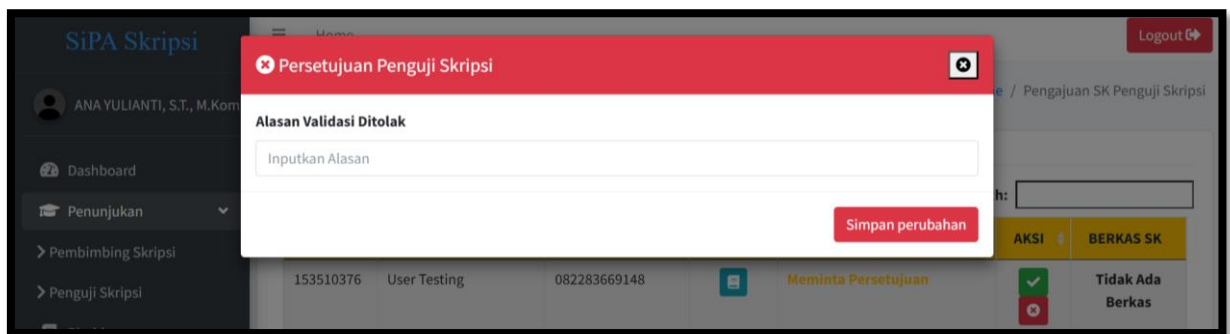 SiPA Skripsi
Home
Logout
Persetujuan Penguji Skripsi
ANA YULIANTI, S.T., M.Kom
/ Pengajuan SK Penguji Skripsi
Alasan Validasi Ditolak
Inputkan Alasan
Dashboard
Penunjukan
h:
Simpan perubahan
AKSI BERKAS SK
Pembimbing Skripsi
153510376 User Testing 082283669148 Meminta Persetujuan Tidak Ada
Berkas
Penguji Skripsi